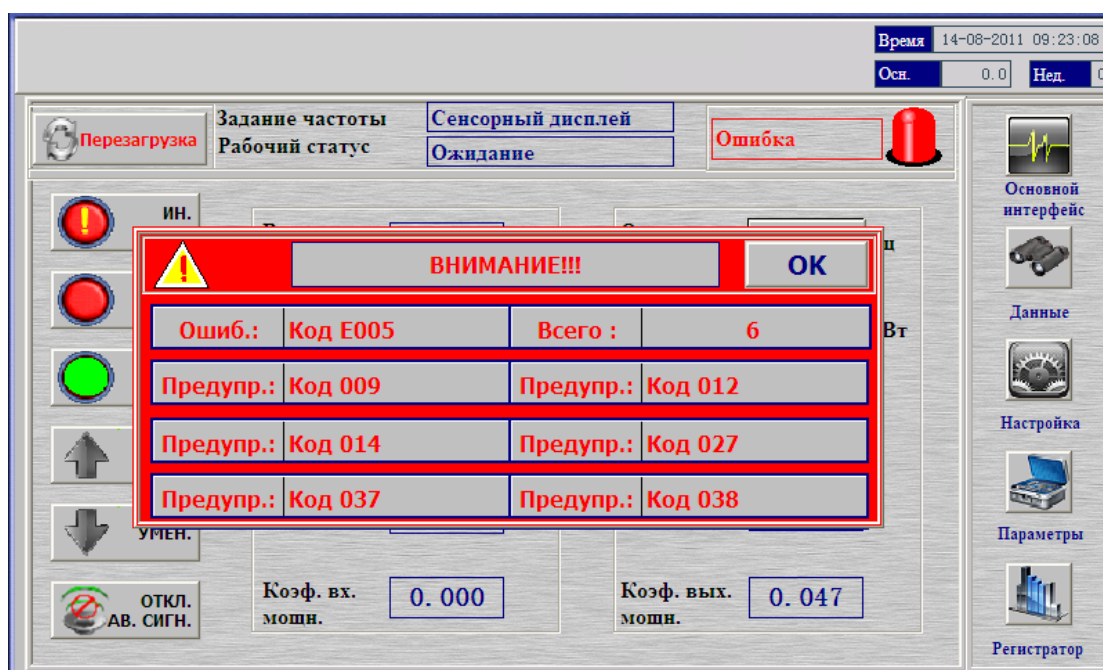 Время 14-08-2011 09:23:08
Осн. 0.0 Нед.
Перезагрузка
Задание частоты Сенсорный дисплей
Рабочий статус Ожидание
Ошибка
Основной
интерфейс
Данные
Настройка
Параметры
Регистратор
ИН.
ВНИМАНИЕ!!! OK
Ошиб.: Код E005 Всего : 6
Предупр.: Код 009 Предупр.: Код 012
Предупр.: Код 014 Предупр.: Код 027
Предупр.: Код 037 Предупр.: Код 038
ц
Вт
УМЕН.
ОТКЛ.
АВ. СИГН.
Коэф. вх.
мощн. 0.000
Коэф. вых.
мощн. 0.047